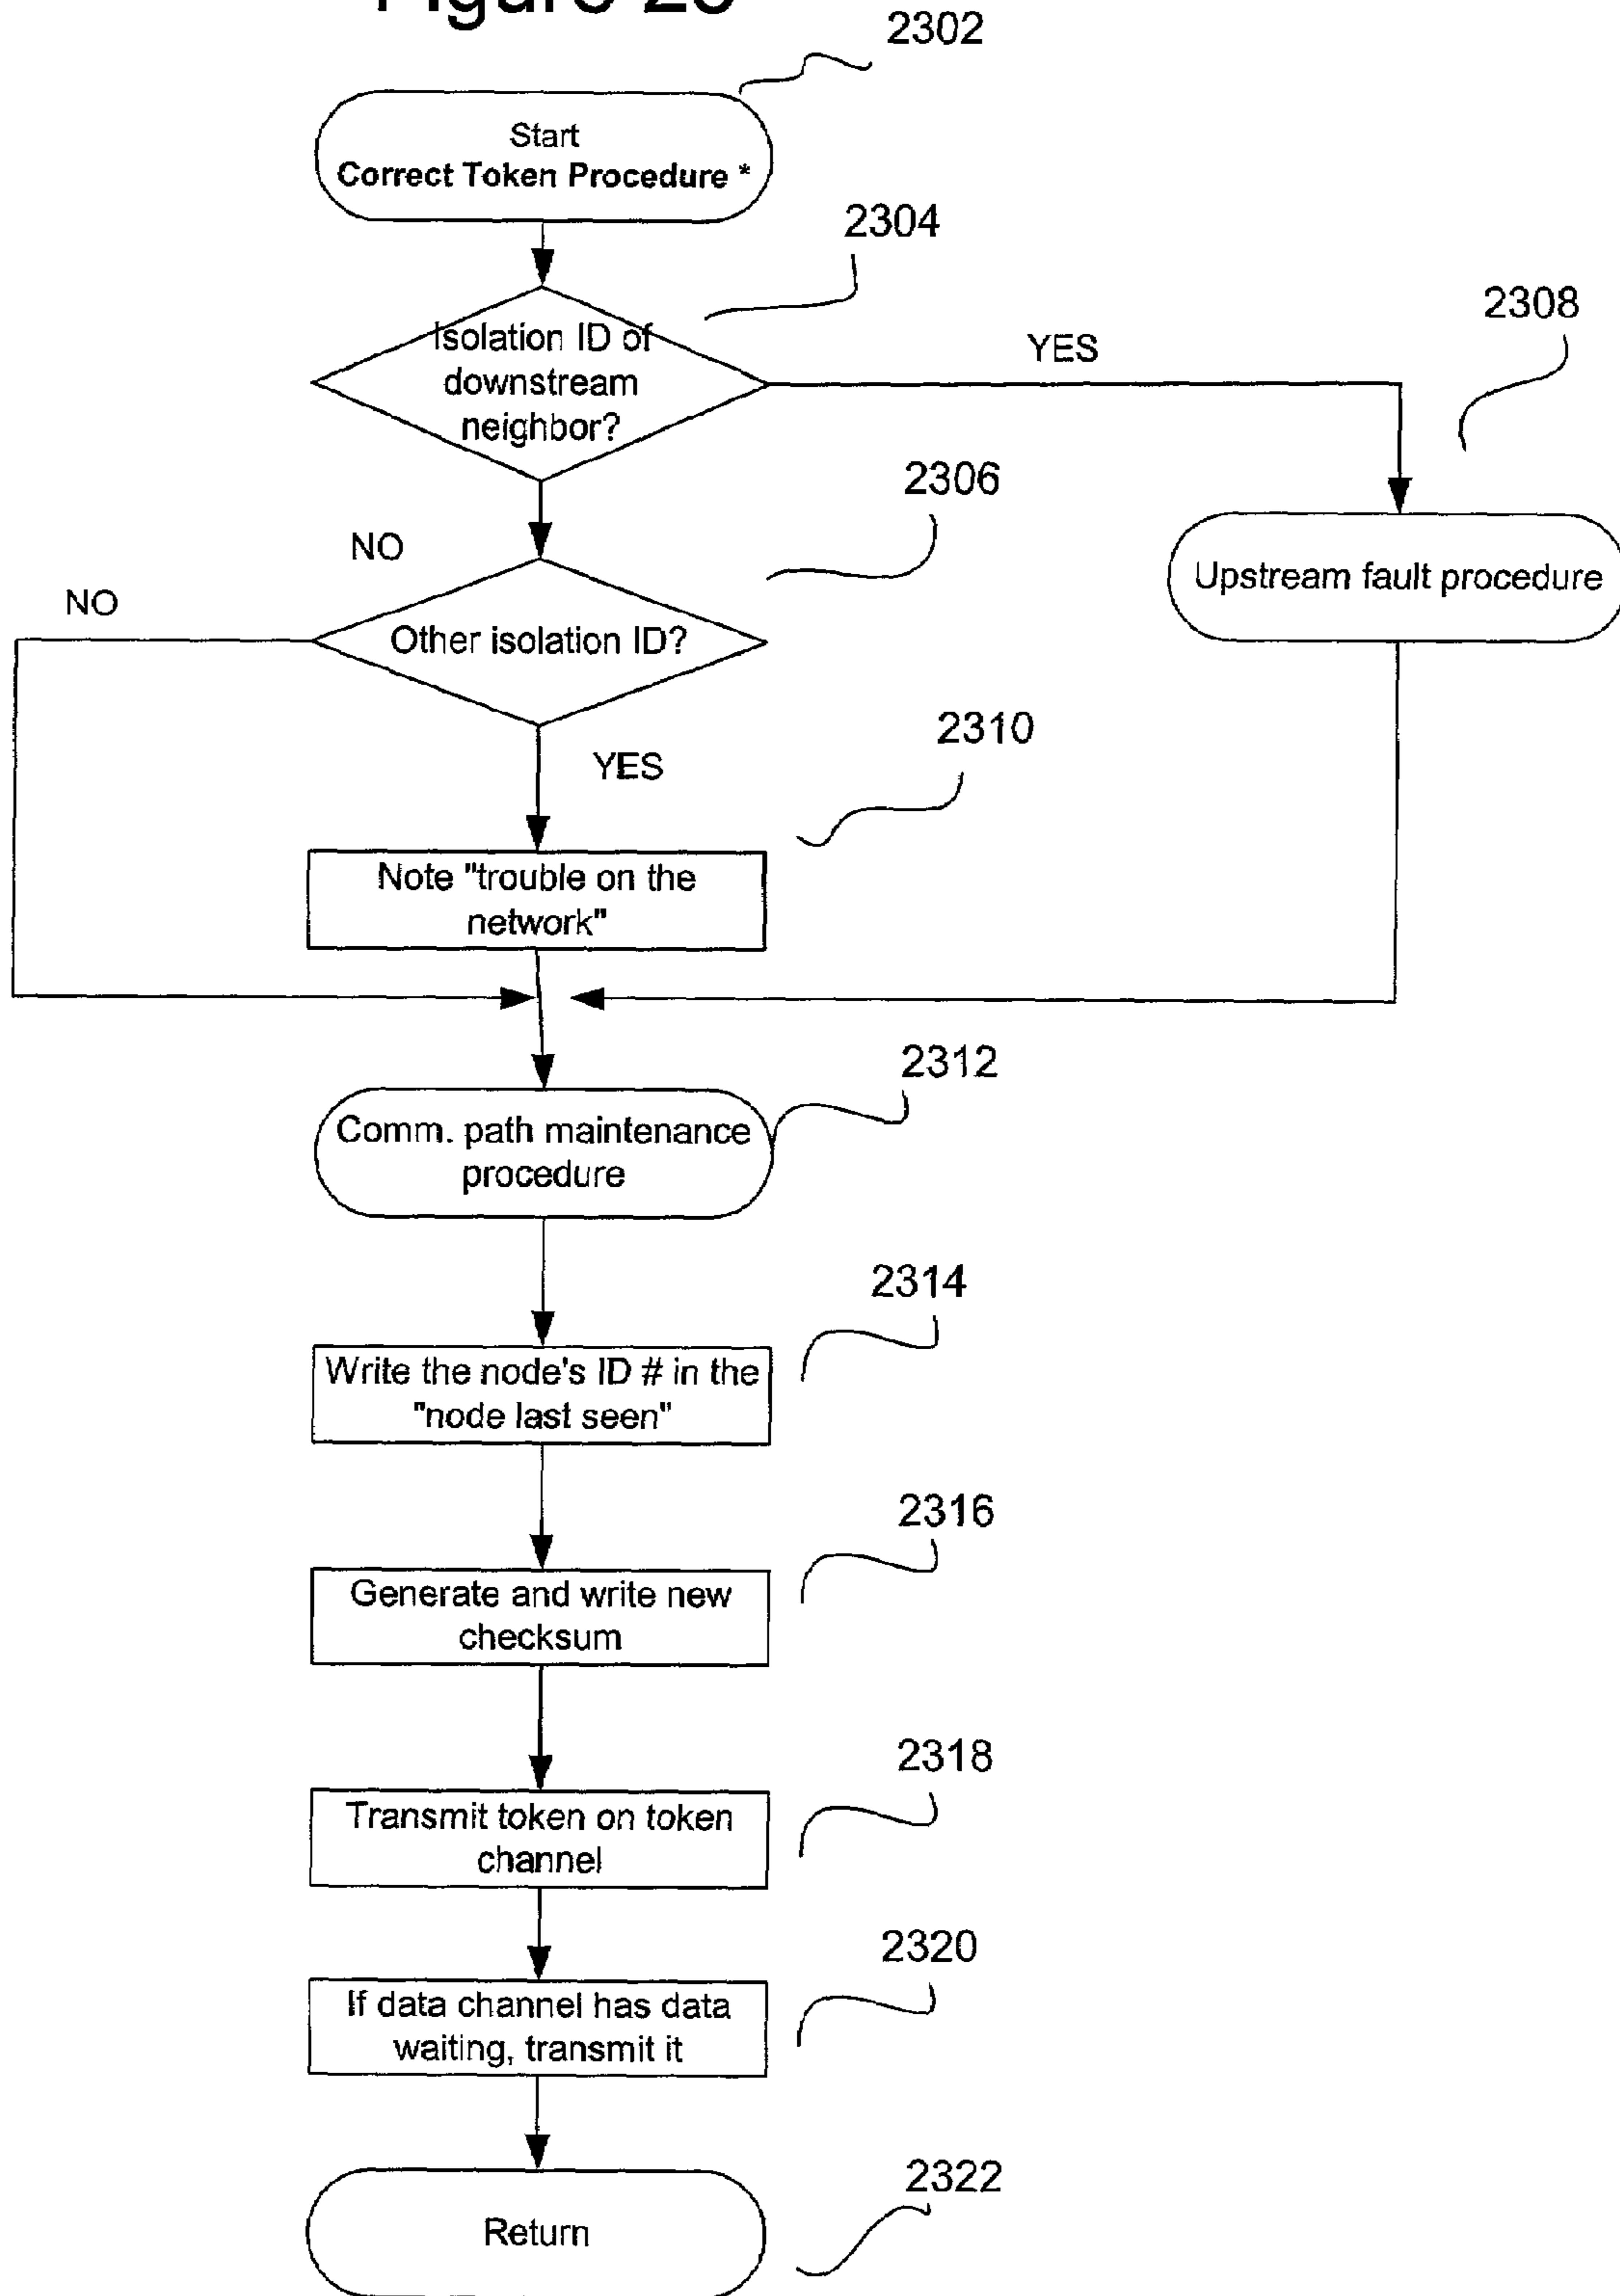 Figure 23
2302
Start
Correct Token Procedure *
2304
Isolation ID of
downstream
neighbor?
YES
2308
2306
NO
Upstream fault procedure
NO
Other isolation ID?
2310
YES
Note "trouble on the
network"
2312
Comm. path maintenance
procedure
2314
Write the node's ID # in the
"node last seen"
2316
Generate and write new
checksum
2318
Transmit token on token
channel
2320
If data channel has data
waiting, transmit it
2322
Return